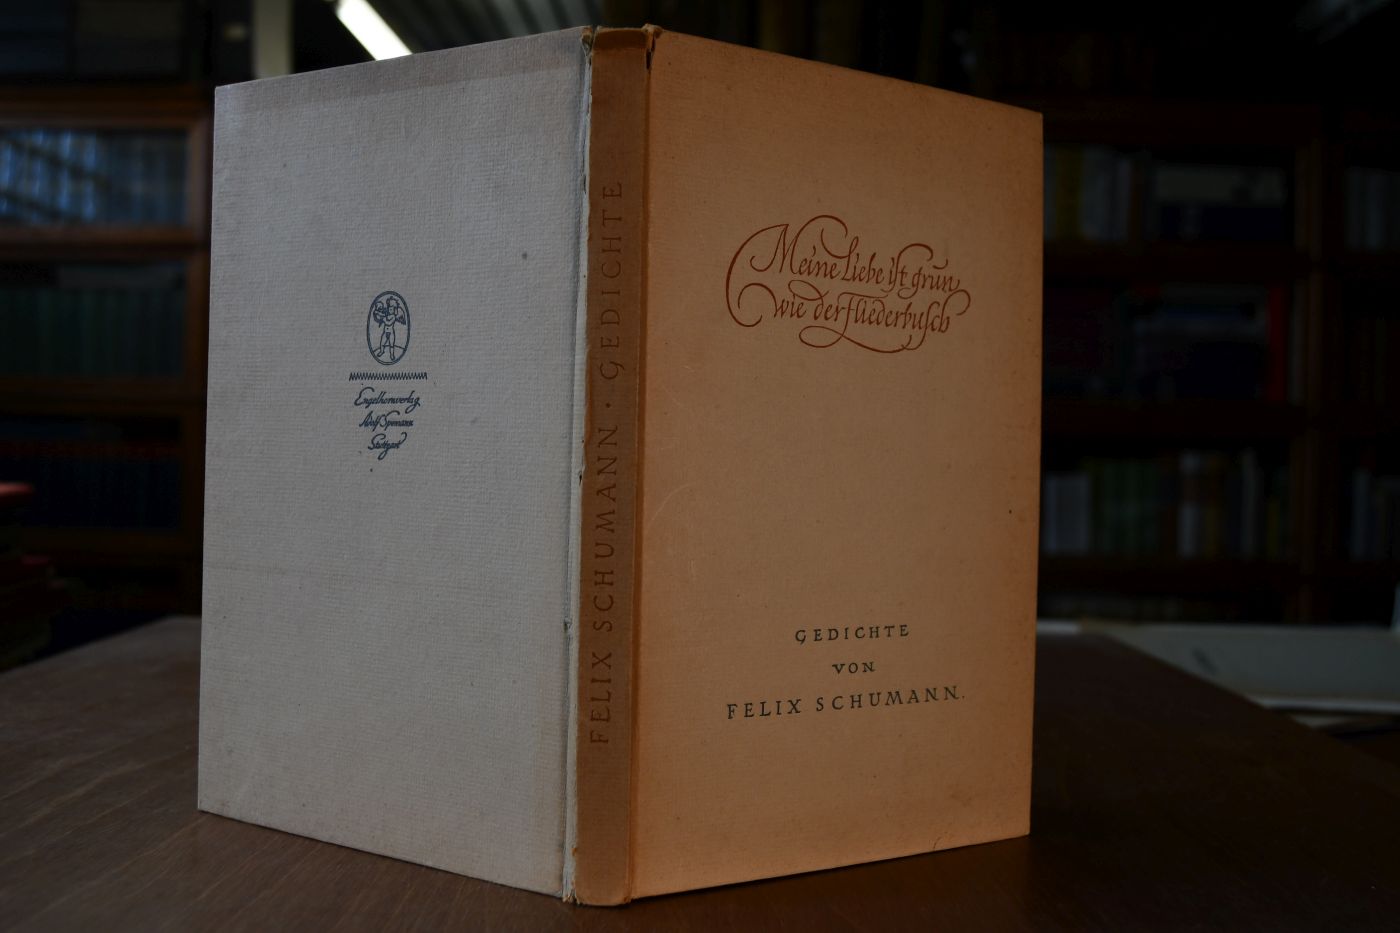 Engelhornverlag
Adolf Spemann
Stuttgart
FELIX SCHUMANN · GEDICHTE
Meine Liebe ist grün
wie der Fliederbusch
GEDICHTE
VON
FELIX SCHUMANN.